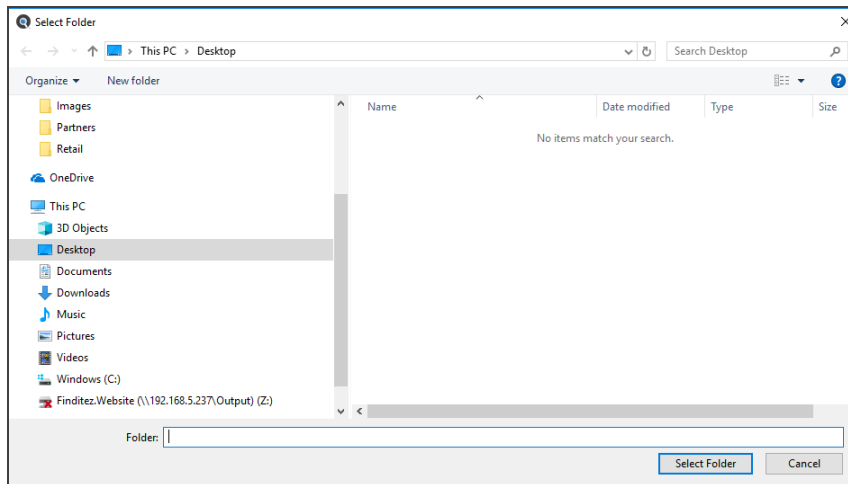 Select Folder
This PC > Desktop
Search Desktop
Organize
New folder
Images
Partners
Retail
OneDrive
This PC
3D Objects
Desktop
Documents
Downloads
Music
Pictures
Videos
Windows (C:)
Finditez.Website (\\192.168.5.237\Output) (Z:)
Name
Date modified
Type
Size
No items match your search.
Folder:
Select Folder
Cancel